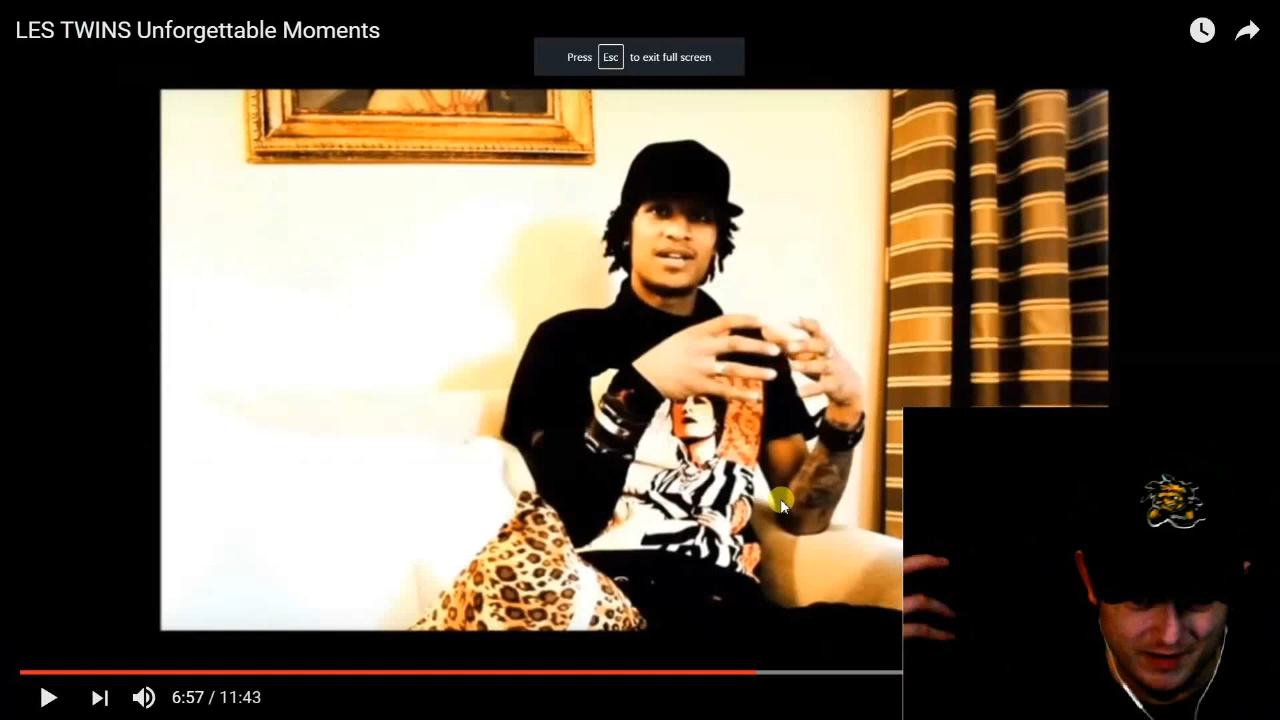 LES TWINS Unforgettable Moments
Press Esc to exit full screen
6:57 / 11:43